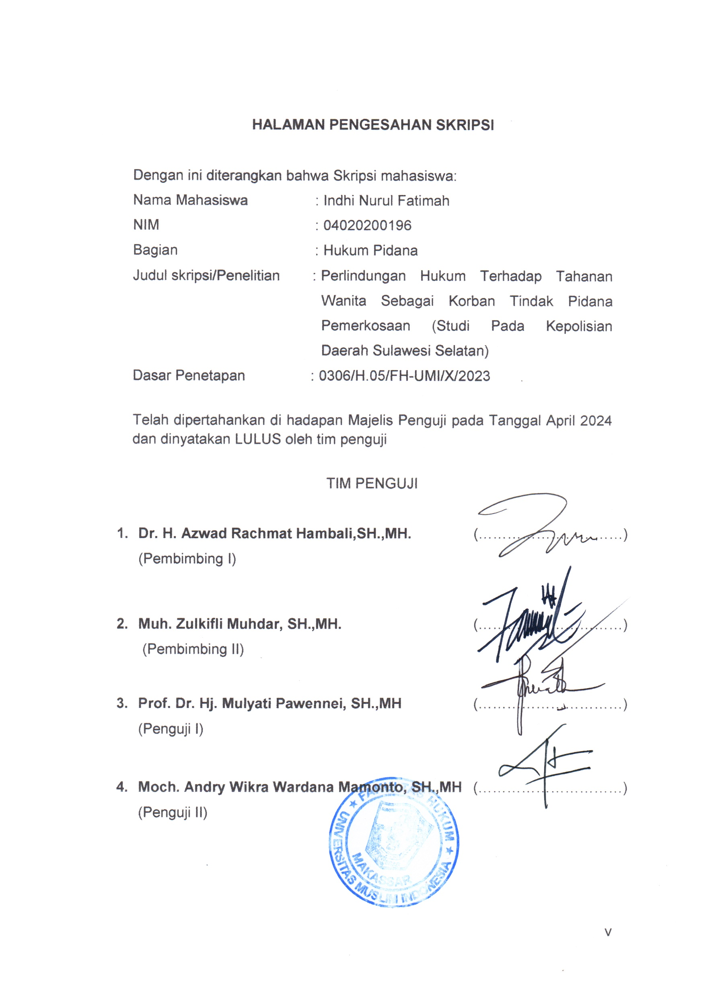 HALAMAN PENGESAHAN SKRIPSI
Dengan ini diterangkan bahwa Skripsi mahasiswa:
Nama Mahasiswa : Indhi Nurul Fatimah
NIM : 04020200196
Bagian : Hukum Pidana
Judul skripsi/Penelitian : Perlindungan Hukum Terhadap Tahanan
Wanita Sebagai Korban Tindak Pidana
Pemerkosaan (Studi Pada Kepolisian
Daerah Sulawesi Selatan)
Dasar Penetapan : 0306/H.05/FH-UMI/X/2023
Telah dipertahankan di hadapan Majelis Penguji pada Tanggal April 2024
dan dinyatakan LULUS oleh tim penguji
TIM PENGUJI
1. Dr. H. Azwad Rachmat Hambali,SH.,MH. (..............................)
(Pembimbing I)
2. Muh. Zulkifli Muhdar, SH.,MH. (..............................)
(Pembimbing II)
3. Prof. Dr. Hj. Mulyati Pawennei, SH.,MH (..............................)
(Penguji I)
4. Moch. Andry Wikra Wardana Mamonto, SH.,MH (..............................)
(Penguji II)
FAKULTAS HUKUM
UNIVERSITAS MUSLIM INDONESIA
MAKASSAR
v